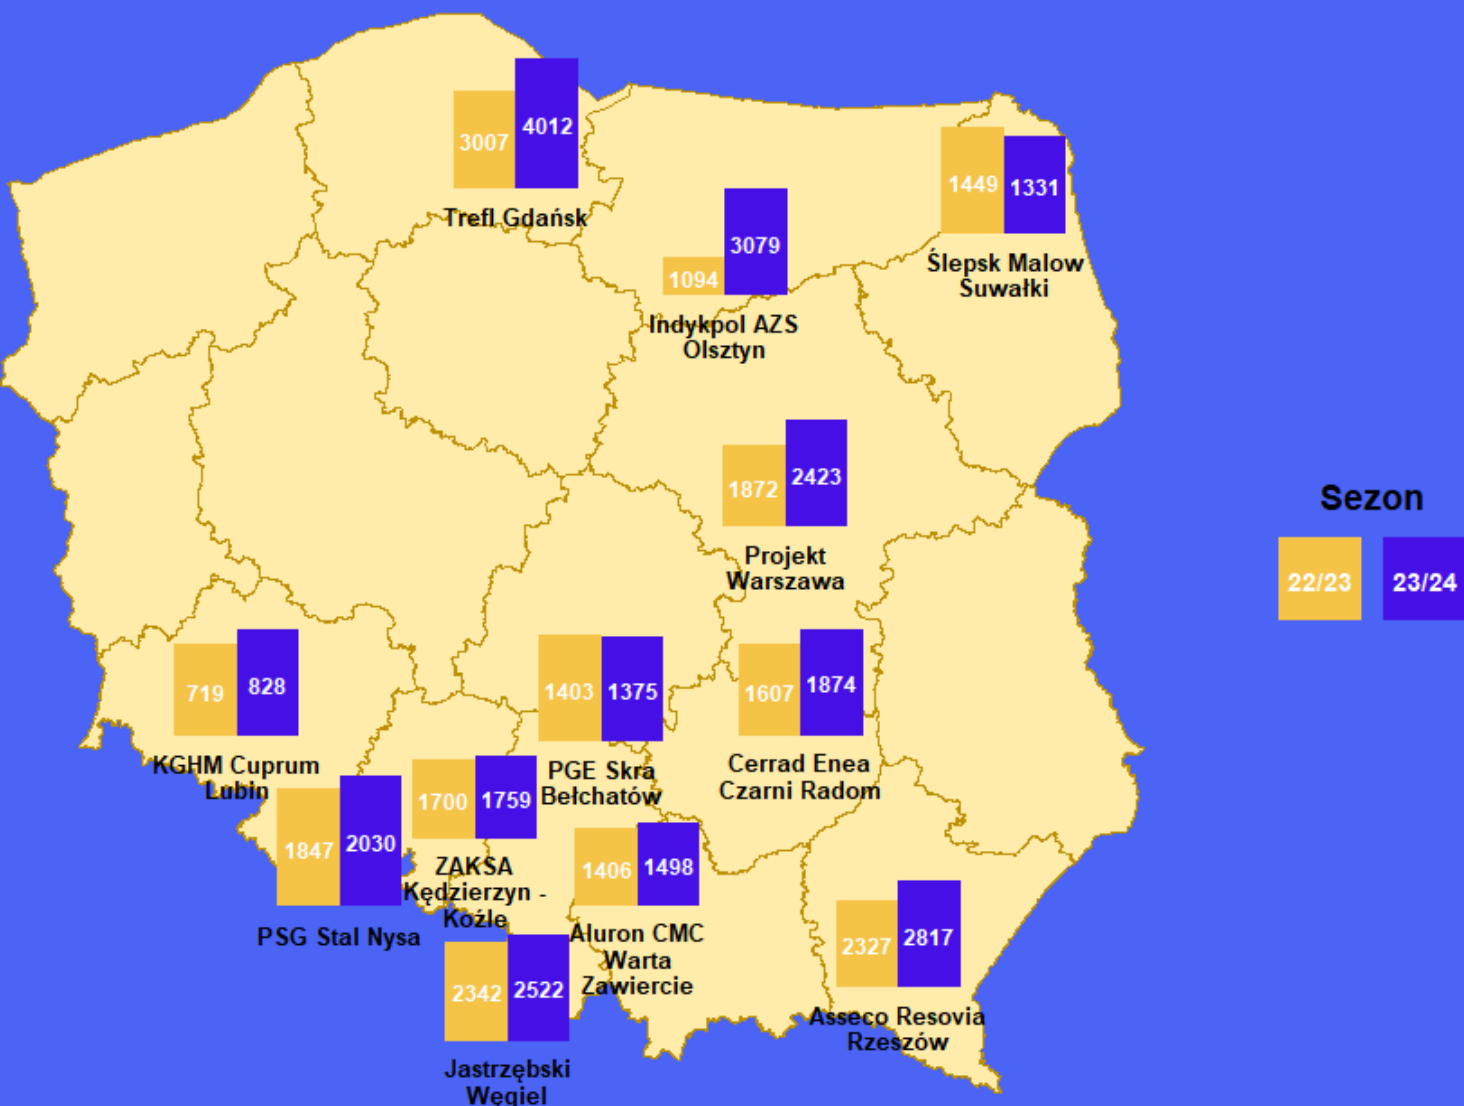 3007 4012
Trefl Gdańsk
1094 3079
Indykpol AZS
Olsztyn
1449 1331
Ślepsk Malow
Suwałki
1872 2423
Projekt
Warszawa
Sezon
22/23 23/24
719 828
KGHM Cuprum
Lubin
1403 1375
PGE Skra
Bełchatów
1607 1874
Cerrad Enea
Czarni Radom
1847 2030
PSG Stal Nysa
1700 1759
ZAKSA
Kędzierzyn -
Koźle
1406 1498
Aluron CMC
Warta
Zawiercie
2327 2817
Asseco Resovia
Rzeszów
2342 2522
Jastrzębski
Węgiel